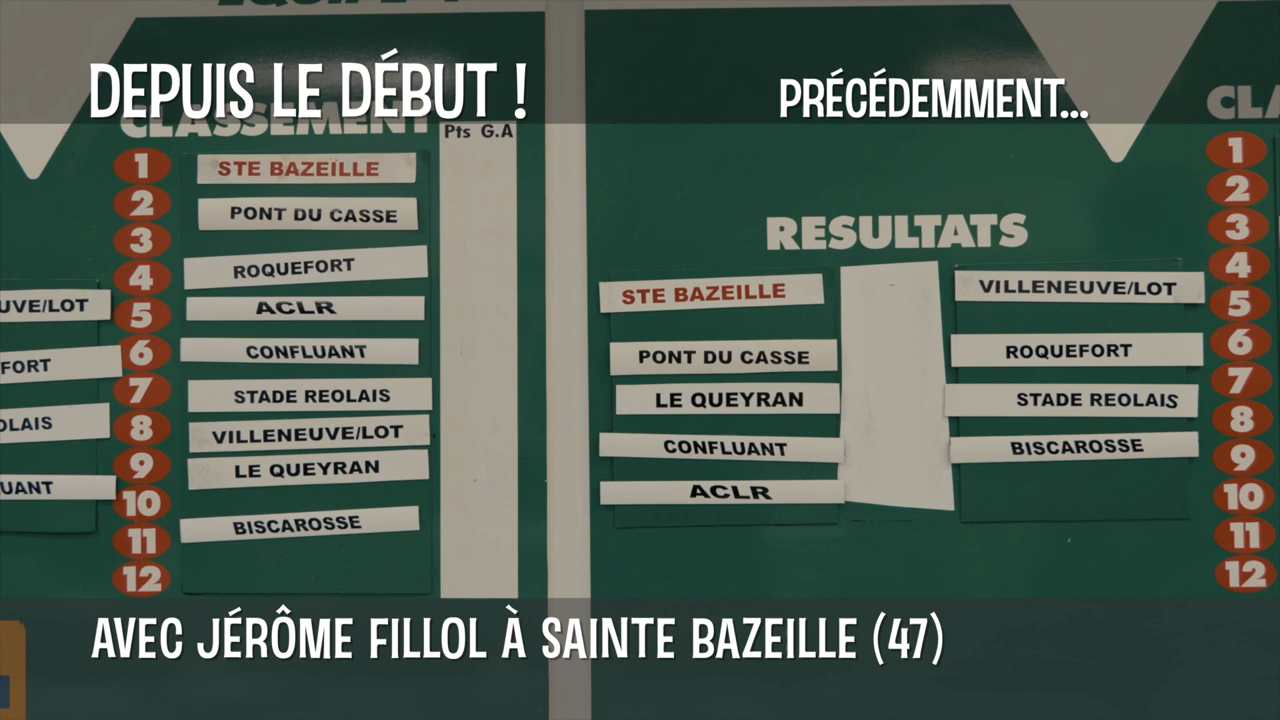 DEPUIS LE DÉBUT !
PRÉCÉDEMMENT...
CLASSEMENT
Pts G.A
1 STE BAZEILLE
2 PONT DU CASSE
3
4 ROQUEFORT
5 ACLR
6 CONFLUANT
7 STADE REOLAIS
8 VILLENEUVE/LOT
9 LE QUEYRAN
10
11 BISCAROSSE
12
UVE/LOT
FORT
OLAIS
UANT
RESULTATS
STE BAZEILLE VILLENEUVE/LOT
PONT DU CASSE ROQUEFORT
LE QUEYRAN STADE REOLAIS
CONFLUANT BISCAROSSE
ACLR
CLA
1
2
3
4
5
6
7
8
9
10
11
12
AVEC JÉRÔME FILLOL À SAINTE BAZEILLE (47)